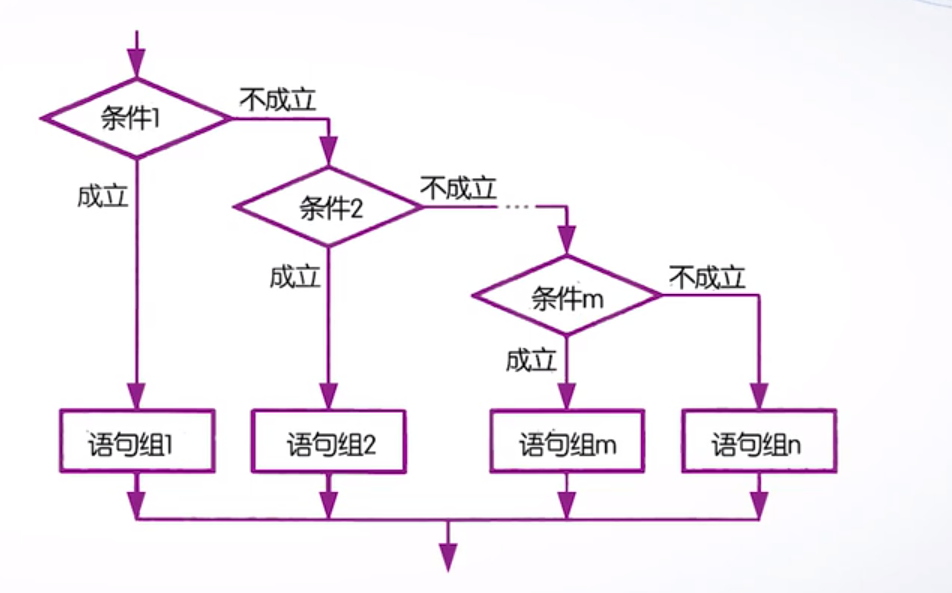 条件1
不成立
成立
条件2
不成立
...
成立
条件m
不成立
成立
语句组1
语句组2
语句组m
语句组n